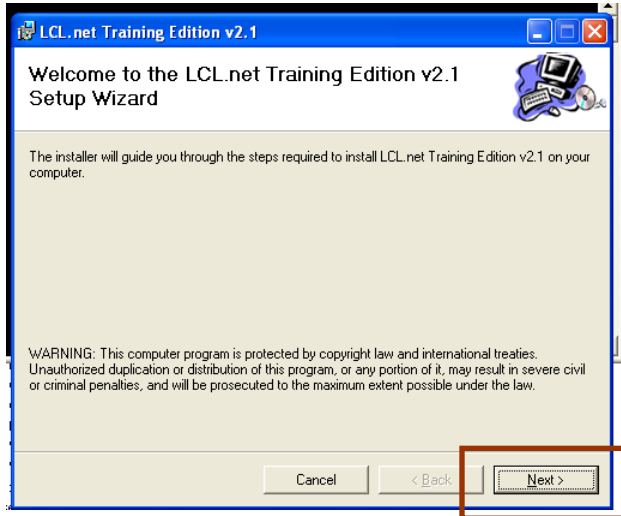 LCL.net Training Edition v2.1
Welcome to the LCL.net Training Edition v2.1
Setup Wizard
The installer will guide you through the steps required to install LCL.net Training Edition v2.1 on your
computer.
WARNING: This computer program is protected by copyright law and international treaties.
Unauthorized duplication or distribution of this program, or any portion of it, may result in severe civil
or criminal penalties, and will be prosecuted to the maximum extent possible under the law.
Cancel < Back Next >